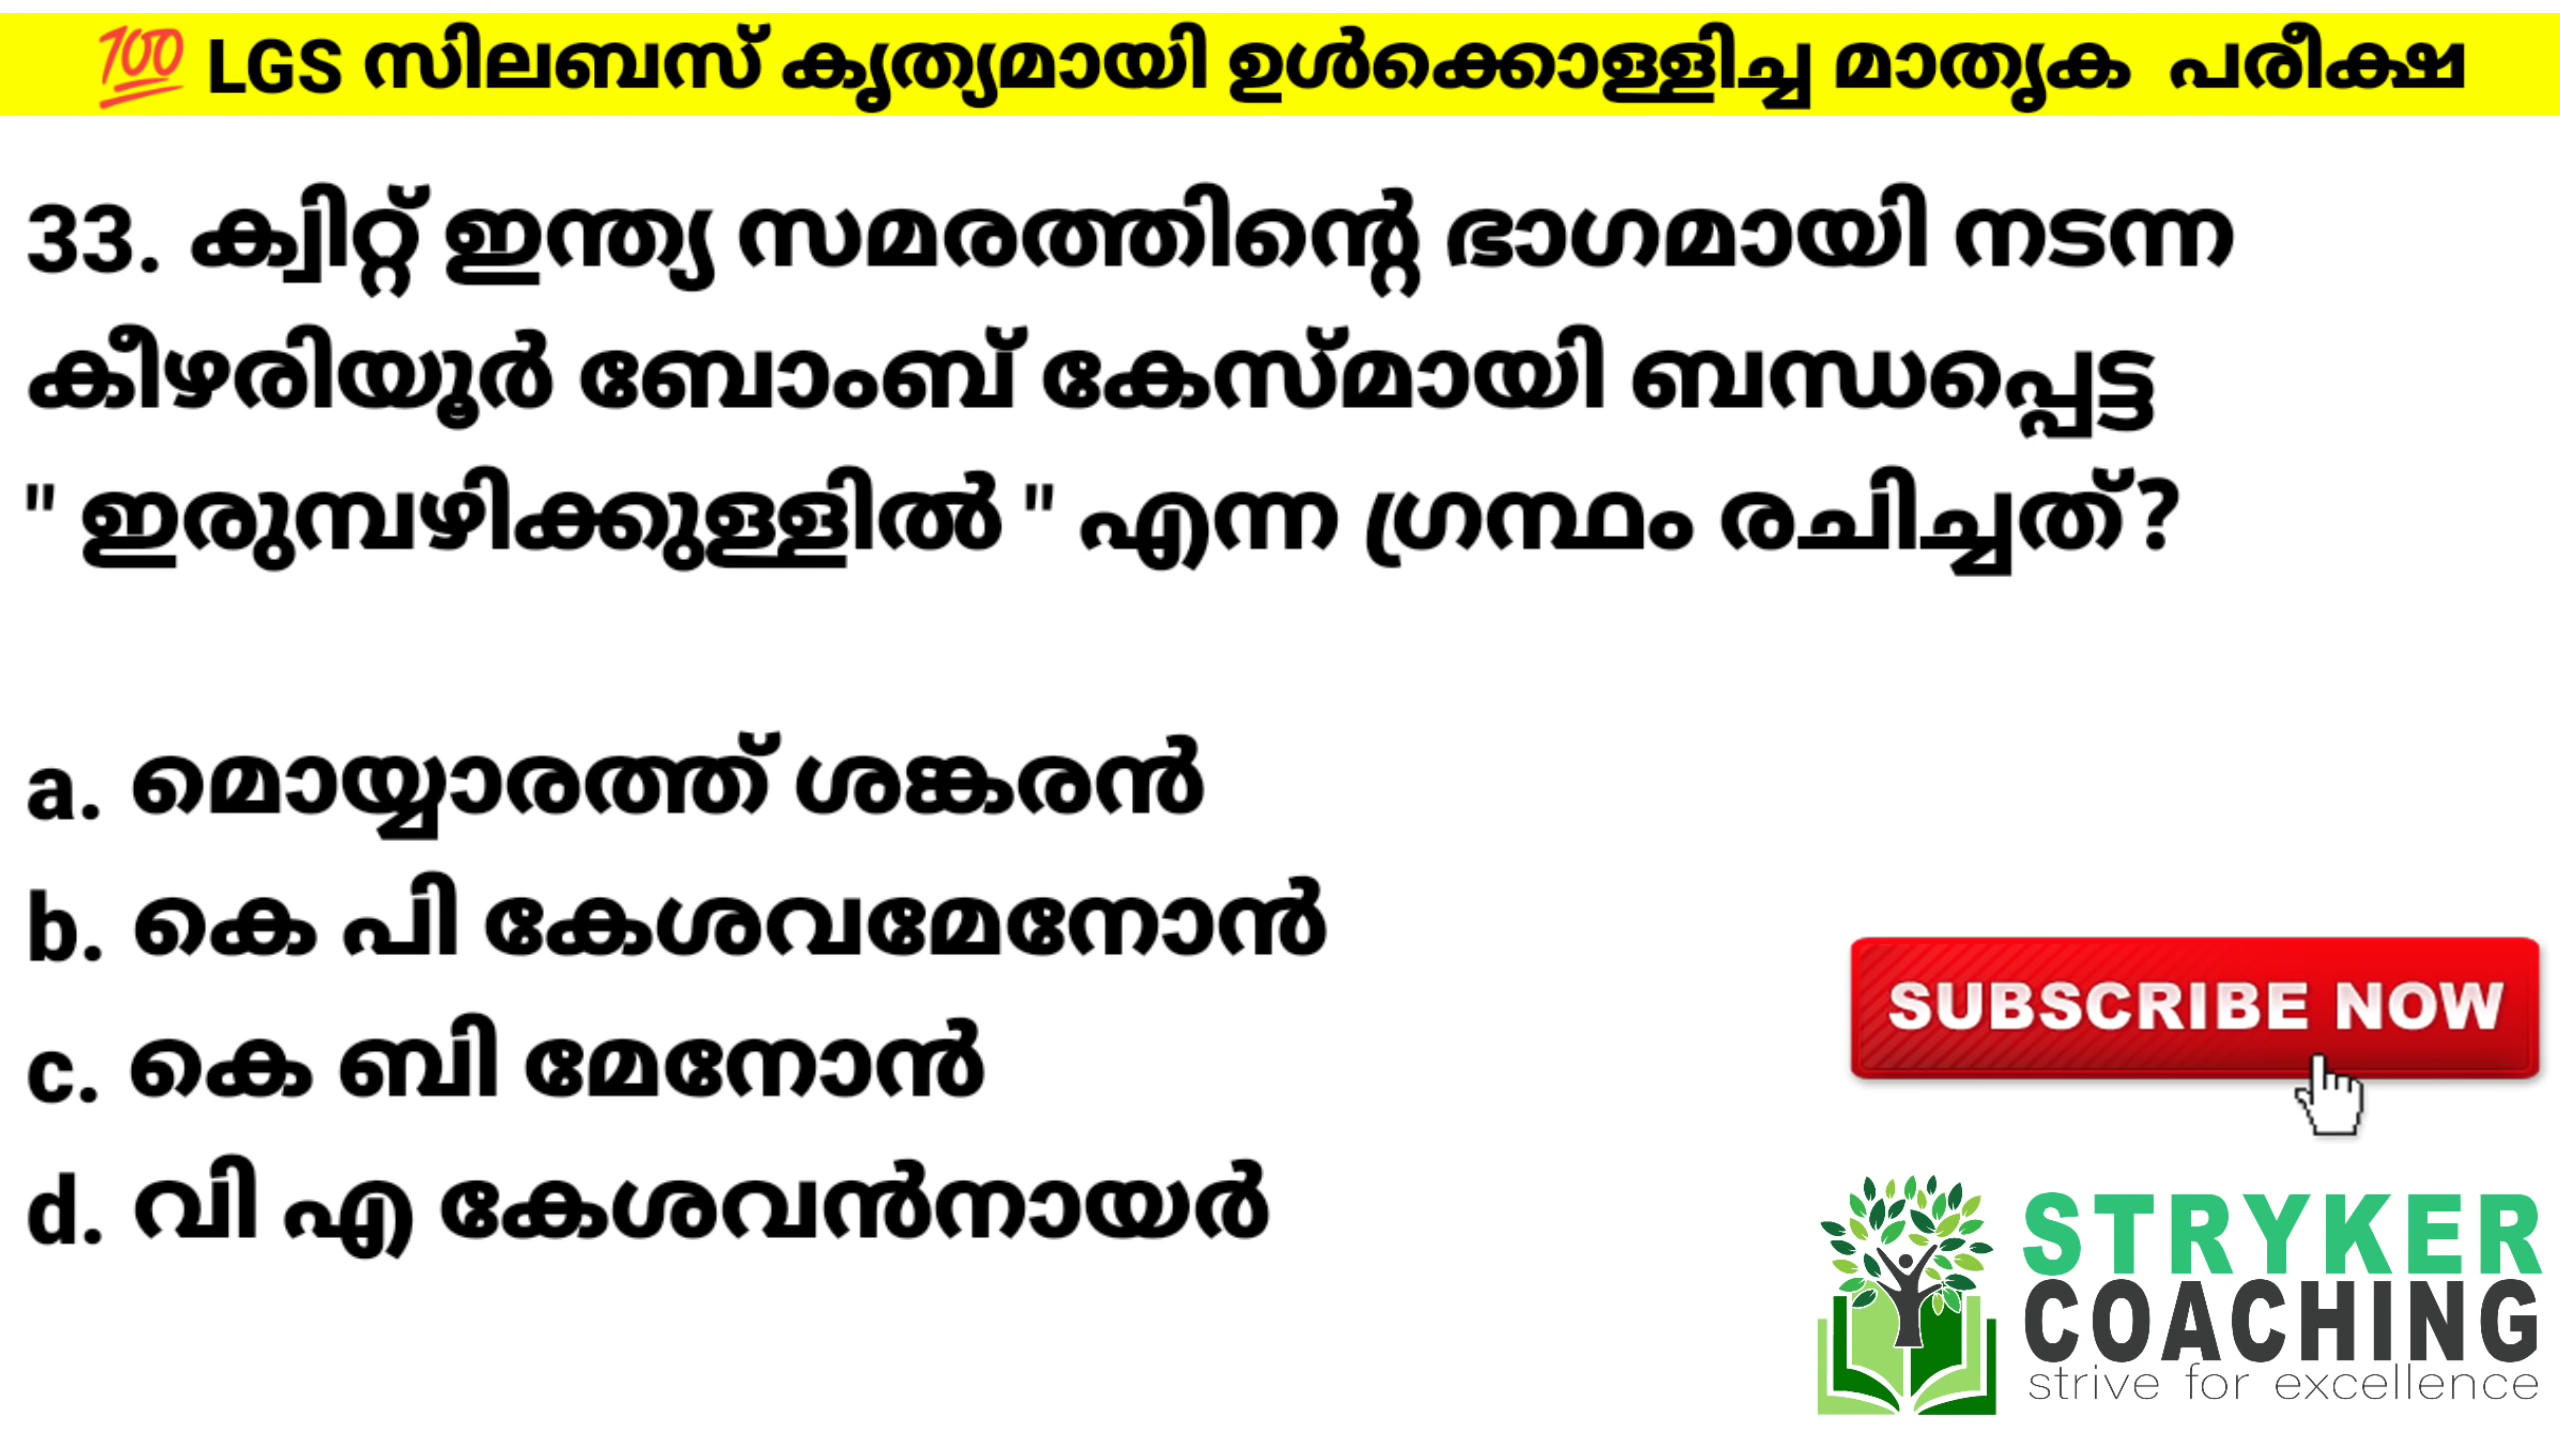 💯 LGS സിലബസ് കൃത്യമായി ഉൾക്കൊള്ളിച്ച മാതൃക പരീക്ഷ
33. ക്വിറ്റ് ഇന്ത്യ സമരത്തിന്റെ ഭാഗമായി നടന്ന
കീഴരിയൂർ ബോംബ് കേസ്മായി ബന്ധപ്പെട്ട
" ഇരുമ്പഴിക്കുള്ളിൽ " എന്ന ഗ്രന്ഥം രചിച്ചത്?
a. മൊയ്യാരത്ത് ശങ്കരൻ
b. കെ പി കേശവമേനോൻ
c. കെ ബി മേനോൻ
d. വി എ കേശവൻനായർ
SUBSCRIBE NOW
STRYKER
COACHING
strive for excellence